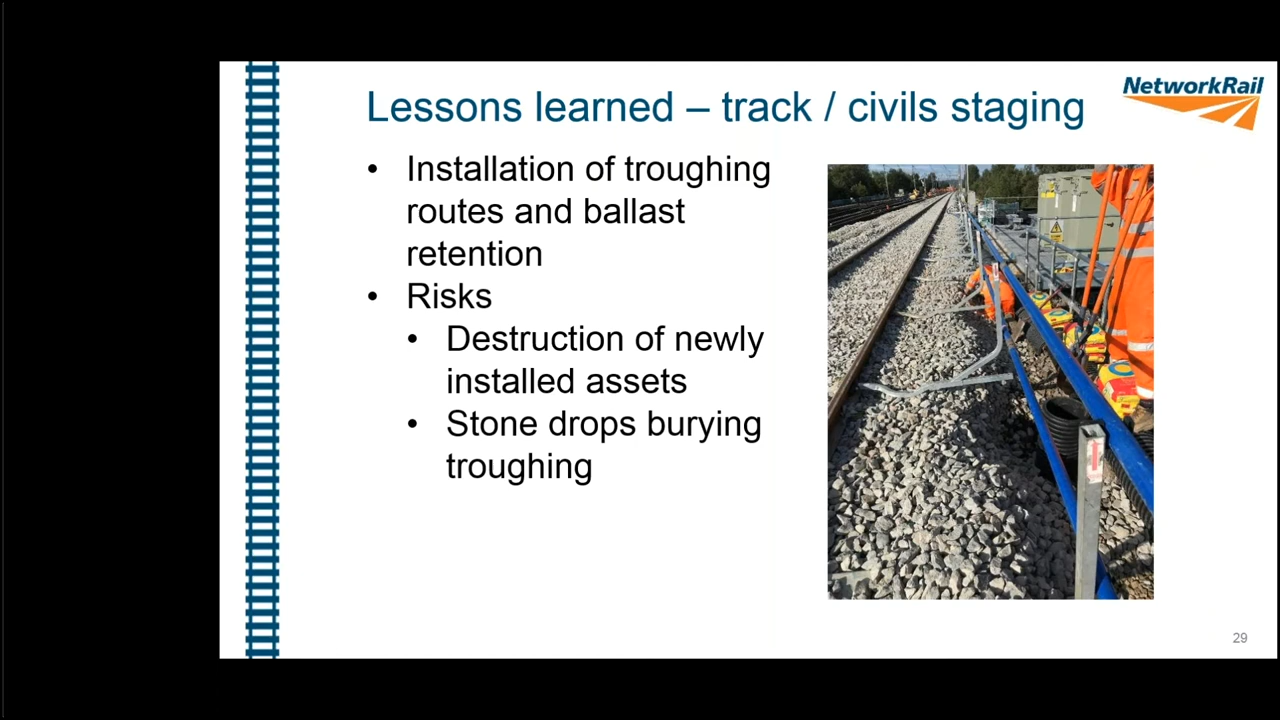 Lessons learned – track / civils staging
NetworkRail
• Installation of troughing
routes and ballast
retention
• Risks
• Destruction of newly
installed assets
• Stone drops burying
troughing
29